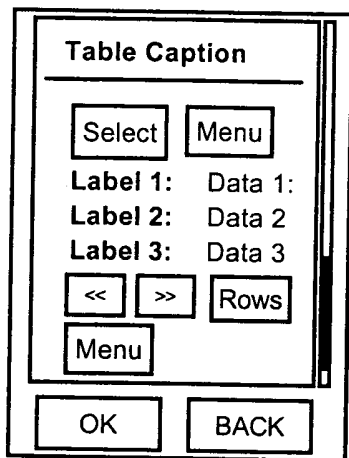 Table Caption
Select Menu
Label 1: Data 1:
Label 2: Data 2
Label 3: Data 3
<< >> Rows
Menu
OK BACK